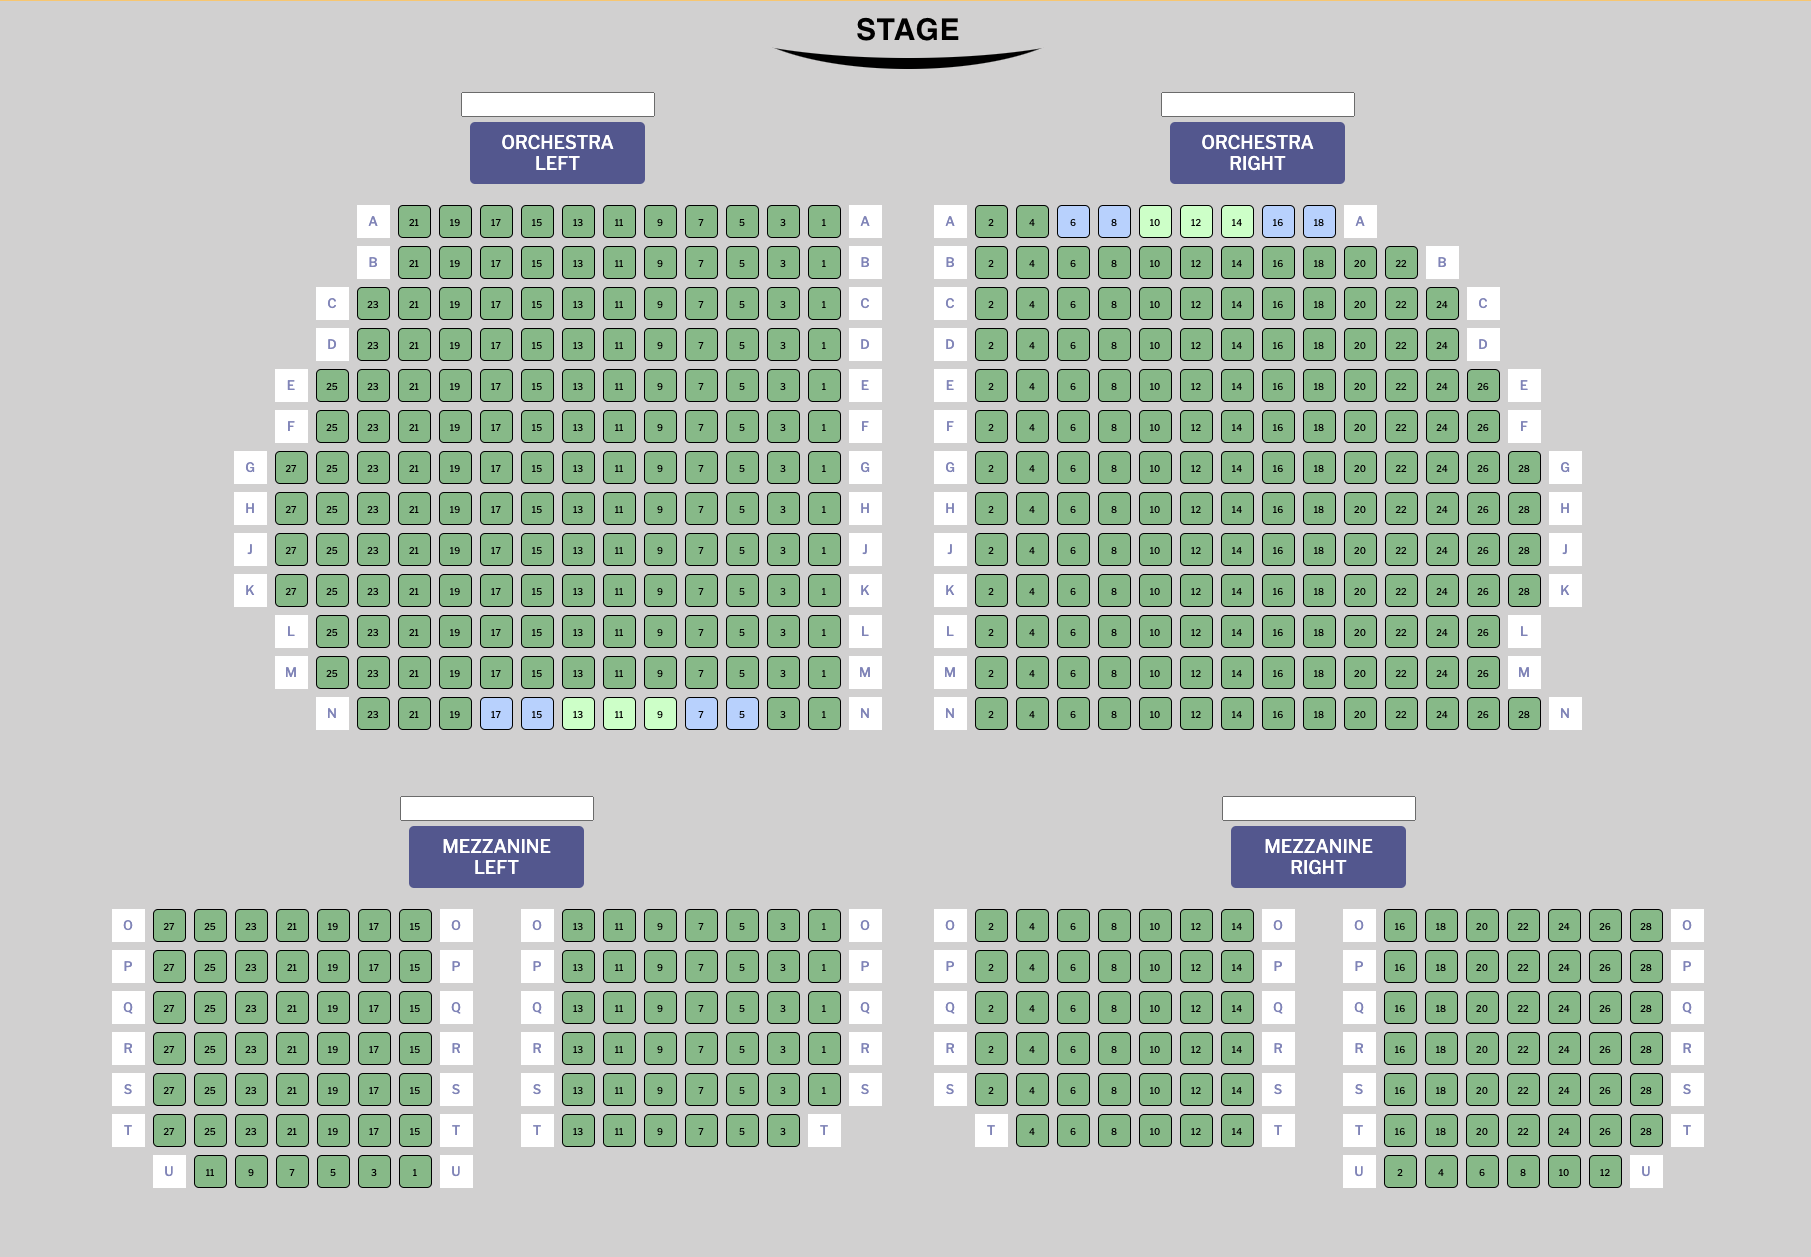 STAGE
ORCHESTRA
LEFT
ORCHESTRA
RIGHT
A 21 19 17 15 13 11 9 7 5 3 1 A A 2 4 6 8 10 12 14 16 18 A
B 21 19 17 15 13 11 9 7 5 3 1 B B 2 4 6 8 10 12 14 16 18 20 22 B
C 23 21 19 17 15 13 11 9 7 5 3 1 C C 2 4 6 8 10 12 14 16 18 20 22 24 C
D 23 21 19 17 15 13 11 9 7 5 3 1 D D 2 4 6 8 10 12 14 16 18 20 22 24 D
E 25 23 21 19 17 15 13 11 9 7 5 3 1 E E 2 4 6 8 10 12 14 16 18 20 22 24 26 E
F 25 23 21 19 17 15 13 11 9 7 5 3 1 F F 2 4 6 8 10 12 14 16 18 20 22 24 26 F
G 27 25 23 21 19 17 15 13 11 9 7 5 3 1 G G 2 4 6 8 10 12 14 16 18 20 22 24 26 28 G
H 27 25 23 21 19 17 15 13 11 9 7 5 3 1 H H 2 4 6 8 10 12 14 16 18 20 22 24 26 28 H
J 27 25 23 21 19 17 15 13 11 9 7 5 3 1 J J 2 4 6 8 10 12 14 16 18 20 22 24 26 28 J
K 27 25 23 21 19 17 15 13 11 9 7 5 3 1 K K 2 4 6 8 10 12 14 16 18 20 22 24 26 28 K
L 25 23 21 19 17 15 13 11 9 7 5 3 1 L L 2 4 6 8 10 12 14 16 18 20 22 24 26 L
M 25 23 21 19 17 15 13 11 9 7 5 3 1 M M 2 4 6 8 10 12 14 16 18 20 22 24 26 M
N 23 21 19 17 15 13 11 9 7 5 3 1 N N 2 4 6 8 10 12 14 16 18 20 22 24 26 28 N
MEZZANINE
LEFT
MEZZANINE
RIGHT
O 27 25 23 21 19 17 15 O O 13 11 9 7 5 3 1 O O 2 4 6 8 10 12 14 O O 16 18 20 22 24 26 28 O
P 27 25 23 21 19 17 15 P P 13 11 9 7 5 3 1 P P 2 4 6 8 10 12 14 P P 16 18 20 22 24 26 28 P
Q 27 25 23 21 19 17 15 Q Q 13 11 9 7 5 3 1 Q Q 2 4 6 8 10 12 14 Q Q 16 18 20 22 24 26 28 Q
R 27 25 23 21 19 17 15 R R 13 11 9 7 5 3 1 R R 2 4 6 8 10 12 14 R R 16 18 20 22 24 26 28 R
S 27 25 23 21 19 17 15 S S 13 11 9 7 5 3 1 S S 2 4 6 8 10 12 14 S S 16 18 20 22 24 26 28 S
T 27 25 23 21 19 17 15 T T 13 11 9 7 5 3 T T 4 6 8 10 12 14 T T 16 18 20 22 24 26 28 T
U 11 9 7 5 3 1 U U 2 4 6 8 10 12 U